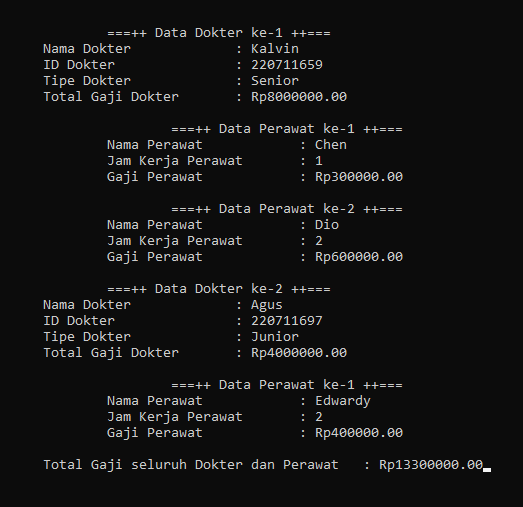 ===++ Data Dokter ke-1 ++===
Nama Dokter : Kalvin
ID Dokter : 220711659
Tipe Dokter : Senior
Total Gaji Dokter : Rp8000000.00
===++ Data Perawat ke-1 ++===
Nama Perawat : Chen
Jam Kerja Perawat : 1
Gaji Perawat : Rp300000.00
===++ Data Perawat ke-2 ++===
Nama Perawat : Dio
Jam Kerja Perawat : 2
Gaji Perawat : Rp600000.00
===++ Data Dokter ke-2 ++===
Nama Dokter : Agus
ID Dokter : 220711697
Tipe Dokter : Junior
Total Gaji Dokter : Rp4000000.00
===++ Data Perawat ke-1 ++===
Nama Perawat : Edwardy
Jam Kerja Perawat : 2
Gaji Perawat : Rp400000.00
Total Gaji seluruh Dokter dan Perawat : Rp13300000.00